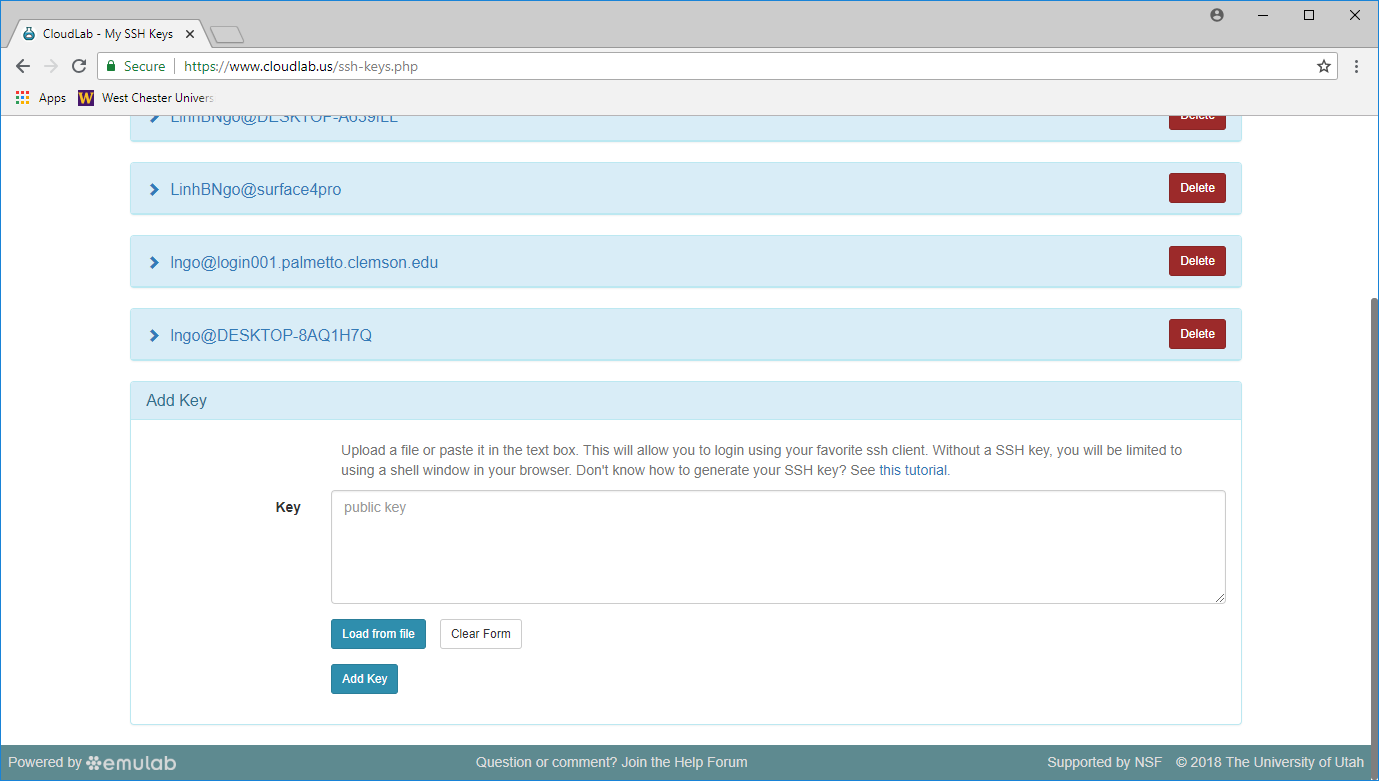 CloudLab - My SSH Keys
Secure
https://www.cloudlab.us/ssh-keys.php
Apps
West Chester Univers
Delete
LinhBNgo@surface4pro
Delete
lngo@login001.palmetto.clemson.edu
Delete
lngo@DESKTOP-8AQ1H7Q
Delete
Add Key
Upload a file or paste it in the text box. This will allow you to login using your favorite ssh client. Without a SSH key, you will be limited to
using a shell window in your browser. Don't know how to generate your SSH key? See this tutorial.
Key
public key
Load from file
Clear Form
Add Key
Powered by emulab
Question or comment? Join the Help Forum
Supported by NSF © 2018 The University of Utah